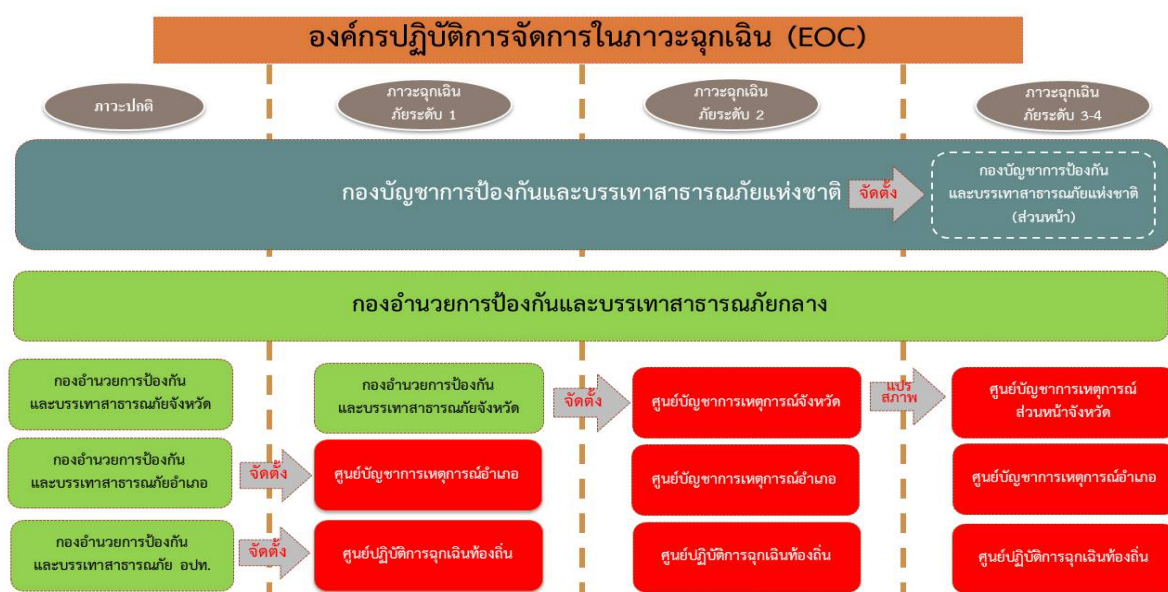 องค์กรปฏิบัติการจัดการในภาวะฉุกเฉิน (EOC)
ภาวะปกติ
ภาวะฉุกเฉิน
ภัยระดับ 1
ภาวะฉุกเฉิน
ภัยระดับ 2
ภาวะฉุกเฉิน
ภัยระดับ 3-4
กองบัญชาการป้องกันและบรรเทาสาธารณภัยแห่งชาติ
จัดตั้ง
กองบัญชาการป้องกัน
และบรรเทาสาธารณภัยแห่งชาติ
(ส่วนหน้า)
กองอำนวยการป้องกันและบรรเทาสาธารณภัยกลาง
กองอำนวยการป้องกัน
และบรรเทาสาธารณภัยจังหวัด
กองอำนวยการป้องกัน
และบรรเทาสาธารณภัยจังหวัด
จัดตั้ง
ศูนย์บัญชาการเหตุการณ์จังหวัด
แปร
สภาพ
ศูนย์บัญชาการเหตุการณ์
ส่วนหน้าจังหวัด
กองอำนวยการป้องกัน
และบรรเทาสาธารณภัยอำเภอ
จัดตั้ง
ศูนย์บัญชาการเหตุการณ์อำเภอ
ศูนย์บัญชาการเหตุการณ์อำเภอ
ศูนย์บัญชาการเหตุการณ์อำเภอ
กองอำนวยการป้องกัน
และบรรเทาสาธารณภัย อปท.
จัดตั้ง
ศูนย์ปฏิบัติการฉุกเฉินท้องถิ่น
ศูนย์ปฏิบัติการฉุกเฉินท้องถิ่น
ศูนย์ปฏิบัติการฉุกเฉินท้องถิ่น